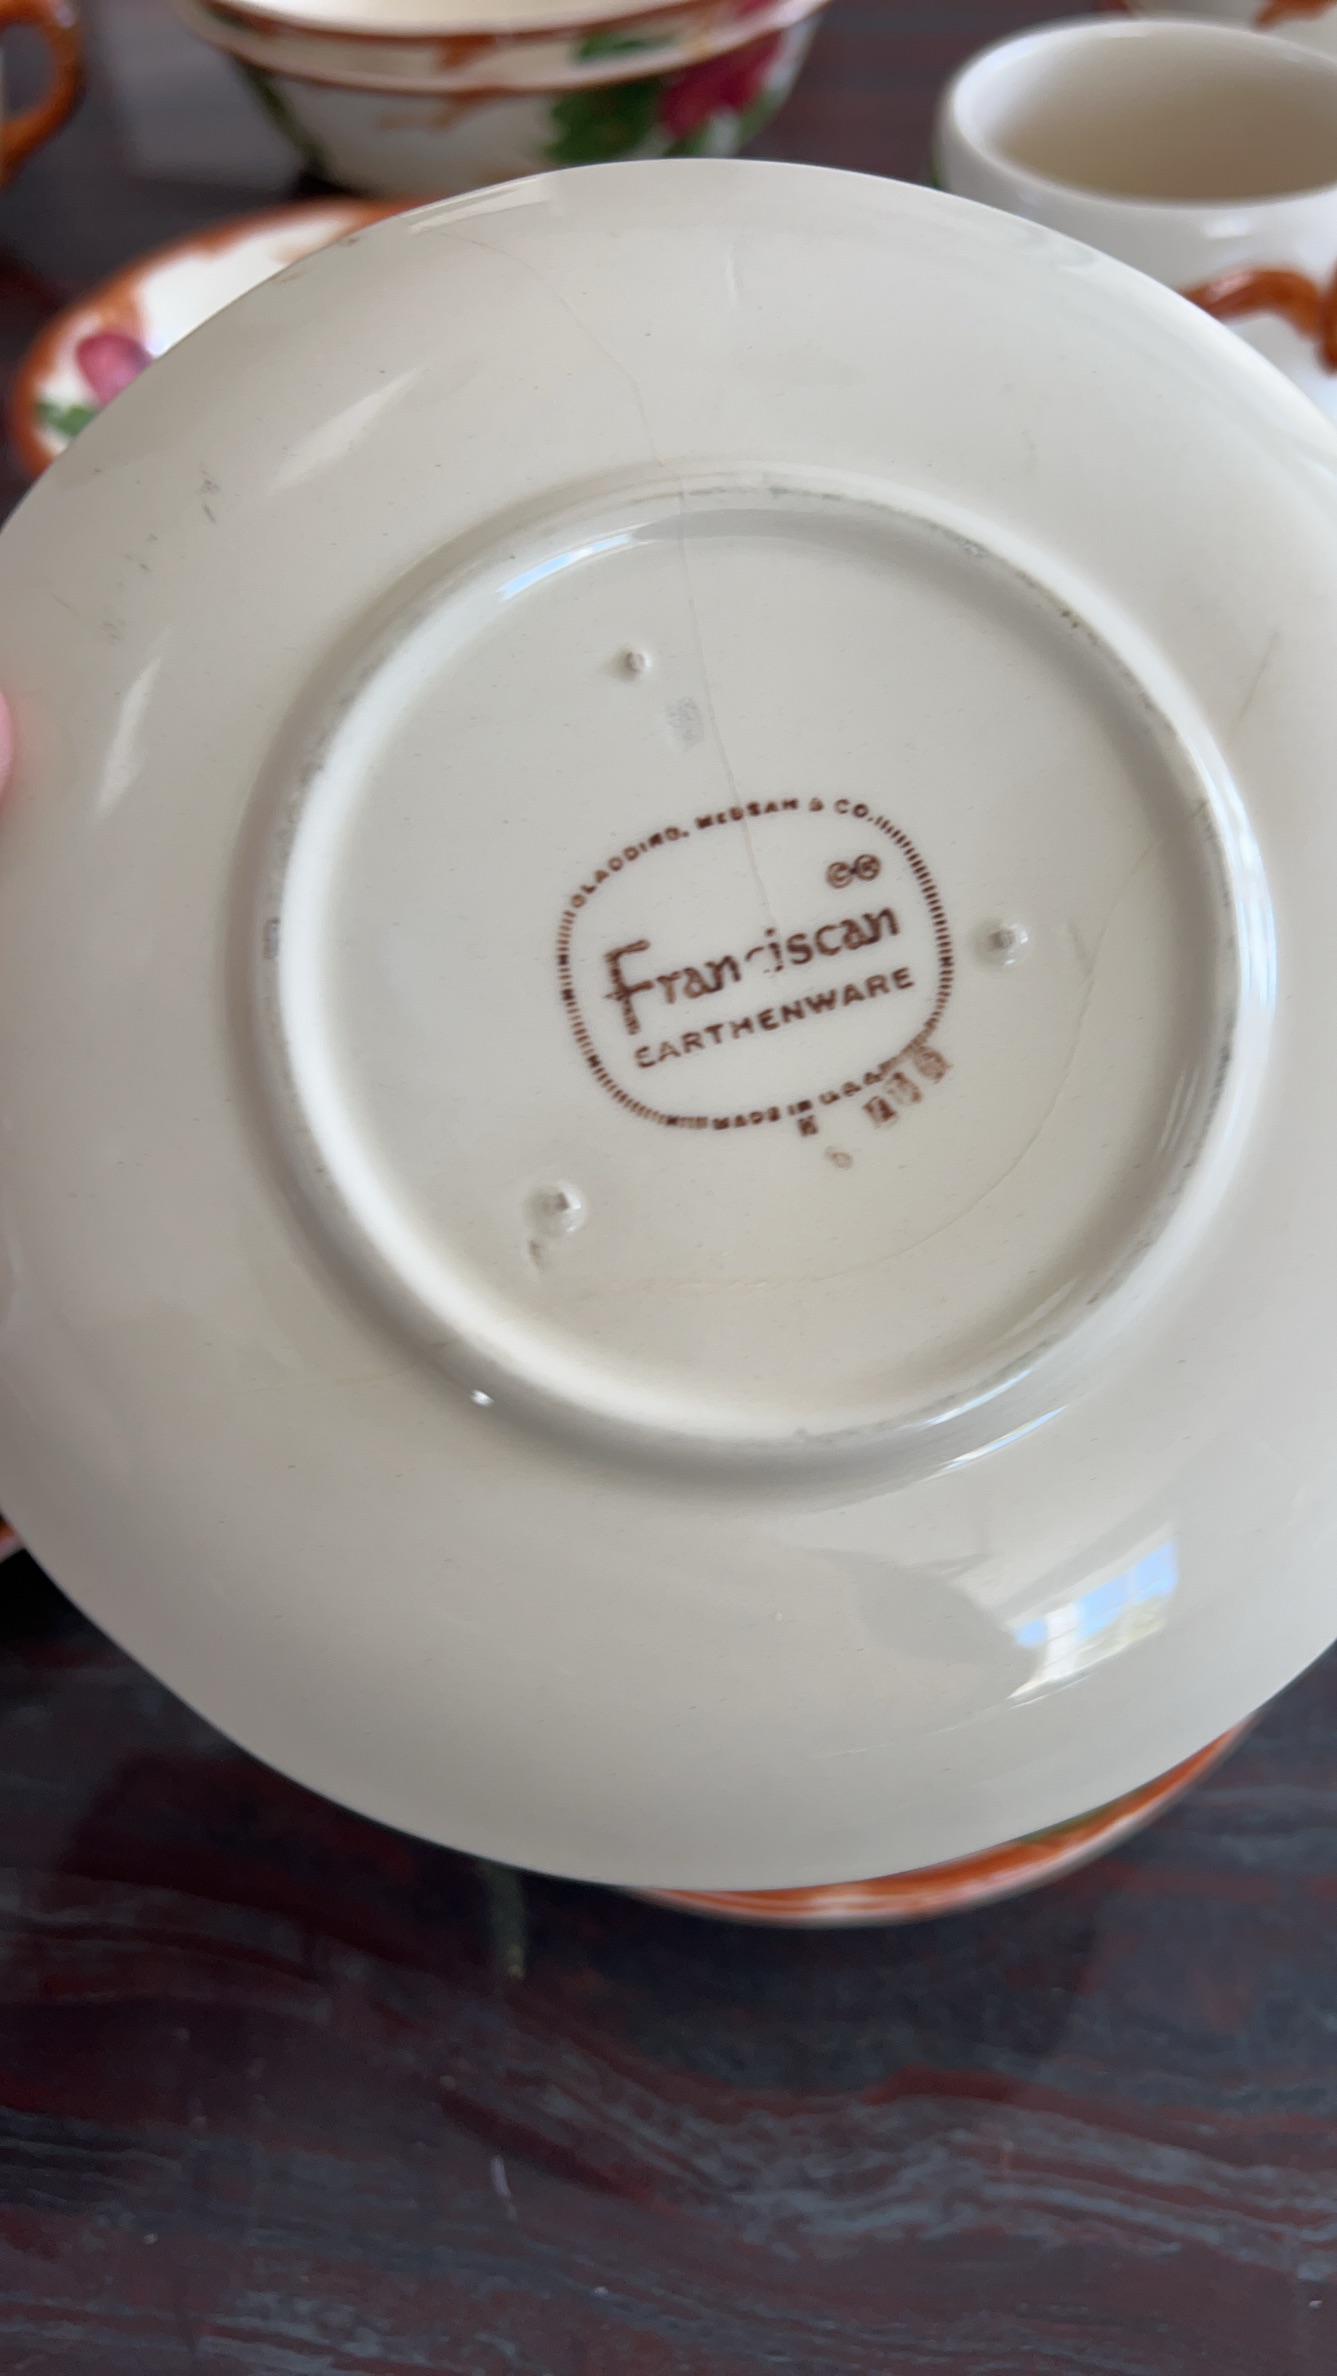 GLADDING, McBEAN & CO.
© ®
Franciscan
EARTHENWARE
MADE IN U.S.A.